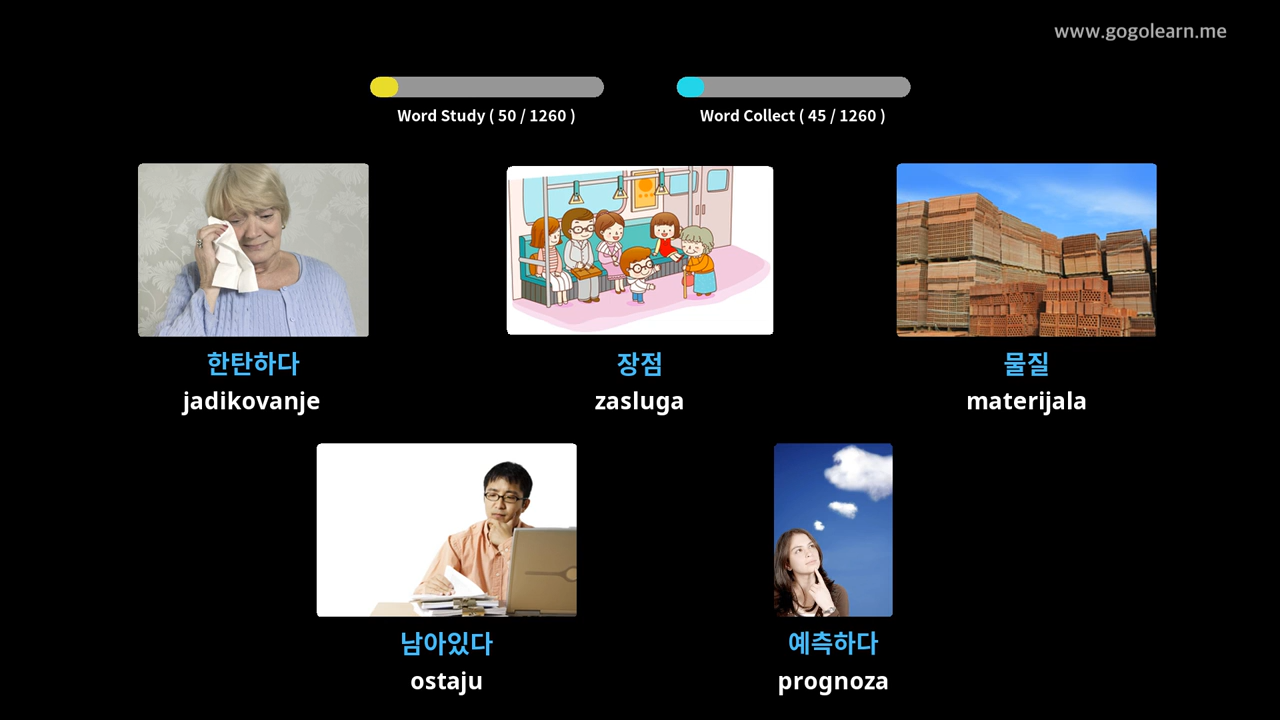 www.gogolearn.me
Word Study ( 50 / 1260 )
Word Collect ( 45 / 1260 )
한탄하다
jadikovanje
장점
zasluga
물질
materijala
남아있다
ostaju
예측하다
prognoza